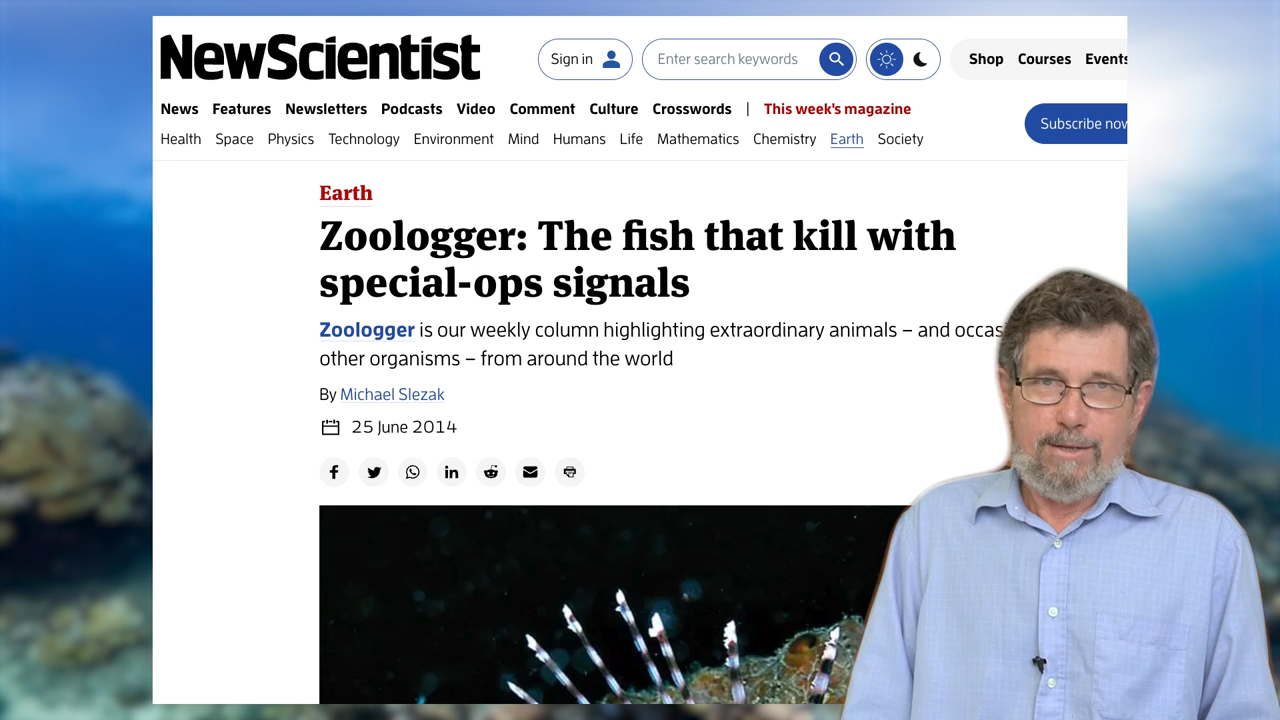 NewScientist
Sign in
Enter search keywords
Shop Courses Events
News Features Newsletters Podcasts Video Comment Culture Crosswords | This week's magazine
Subscribe now
Health Space Physics Technology Environment Mind Humans Life Mathematics Chemistry Earth Society
Earth
Zoologger: The fish that kill with
special-ops signals
Zoologger is our weekly column highlighting extraordinary animals – and occasi
other organisms – from around the world
By Michael Slezak
25 June 2014